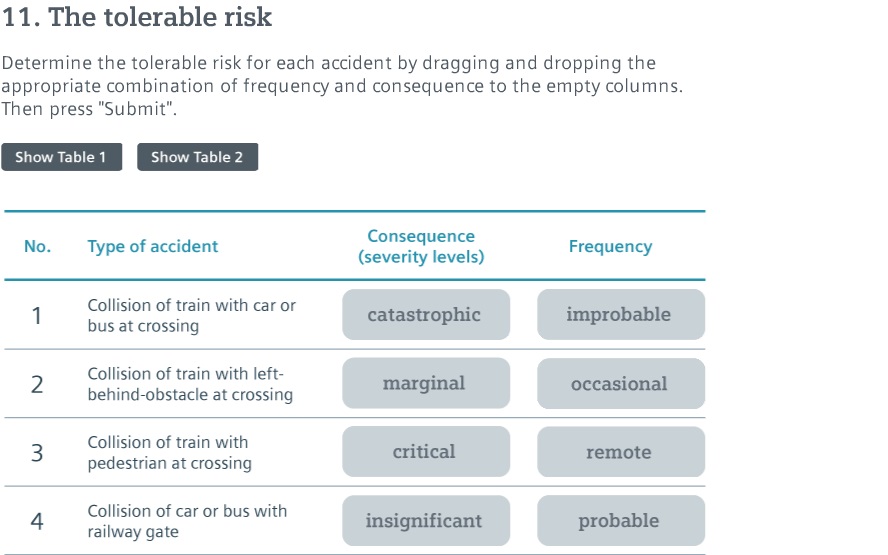 11. The tolerable risk
Determine the tolerable risk for each accident by dragging and dropping the
appropriate combination of frequency and consequence to the empty columns.
Then press "Submit".
Show Table 1 Show Table 2
No. Type of accident Consequence (severity levels) Frequency
1 Collision of train with car or
bus at crossing catastrophic improbable
2 Collision of train with left-
behind-obstacle at crossing marginal occasional
3 Collision of train with
pedestrian at crossing critical remote
4 Collision of car or bus with
railway gate insignificant probable